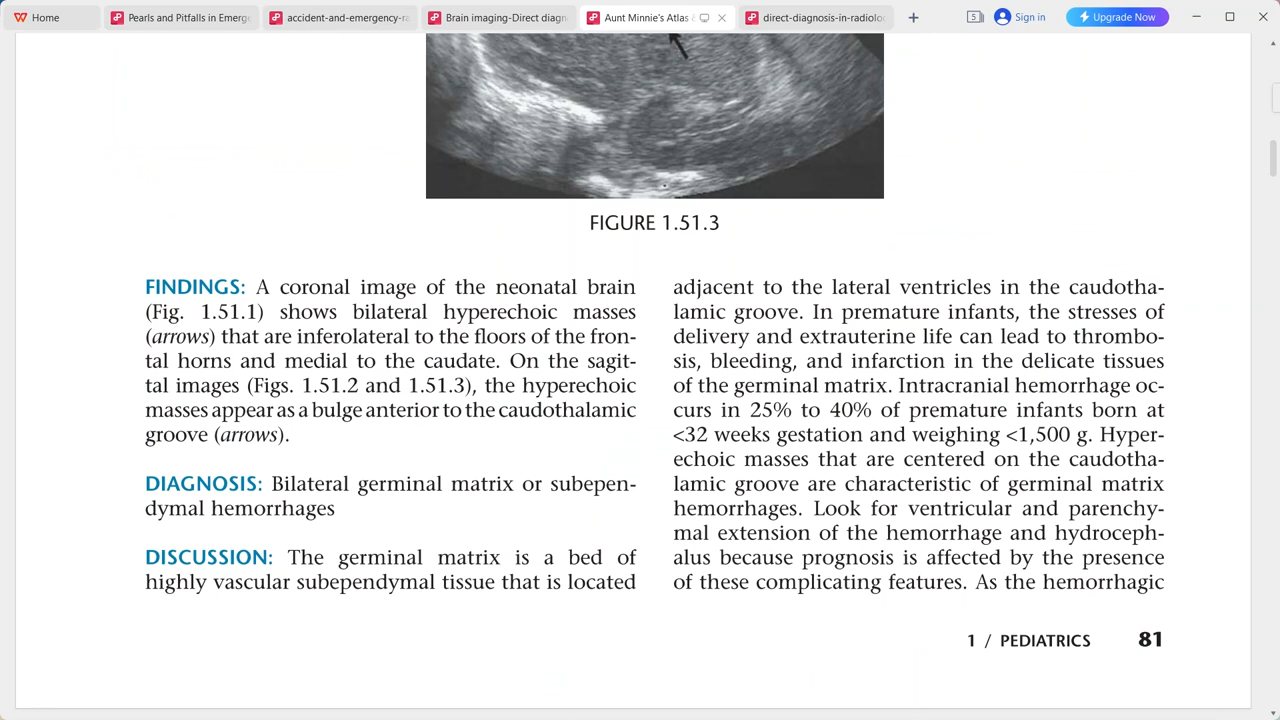 Home
Pearls and Pitfalls in Emerg
accident-and-emergency-ra
Brain imaging-Direct diagn
Aunt Minnie's Atlas
direct-diagnosis-in-radiolo
5
Sign in
Upgrade Now
FIGURE 1.51.3
FINDINGS: A coronal image of the neonatal brain
(Fig. 1.51.1) shows bilateral hyperechoic masses
(arrows) that are inferolateral to the floors of the fron-
tal horns and medial to the caudate. On the sagit-
tal images (Figs. 1.51.2 and 1.51.3), the hyperechoic
masses appear as a bulge anterior to the caudothalamic
groove (arrows).
DIAGNOSIS: Bilateral germinal matrix or subepen-
dymal hemorrhages
DISCUSSION: The germinal matrix is a bed of
highly vascular subependymal tissue that is located
adjacent to the lateral ventricles in the caudotha-
lamic groove. In premature infants, the stresses of
delivery and extrauterine life can lead to thrombo-
sis, bleeding, and infarction in the delicate tissues
of the germinal matrix. Intracranial hemorrhage oc-
curs in 25% to 40% of premature infants born at
<32 weeks gestation and weighing <1,500 g. Hyper-
echoic masses that are centered on the caudotha-
lamic groove are characteristic of germinal matrix
hemorrhages. Look for ventricular and parenchy-
mal extension of the hemorrhage and hydroceph-
alus because prognosis is affected by the presence
of these complicating features. As the hemorrhagic
1 / PEDIATRICS 81